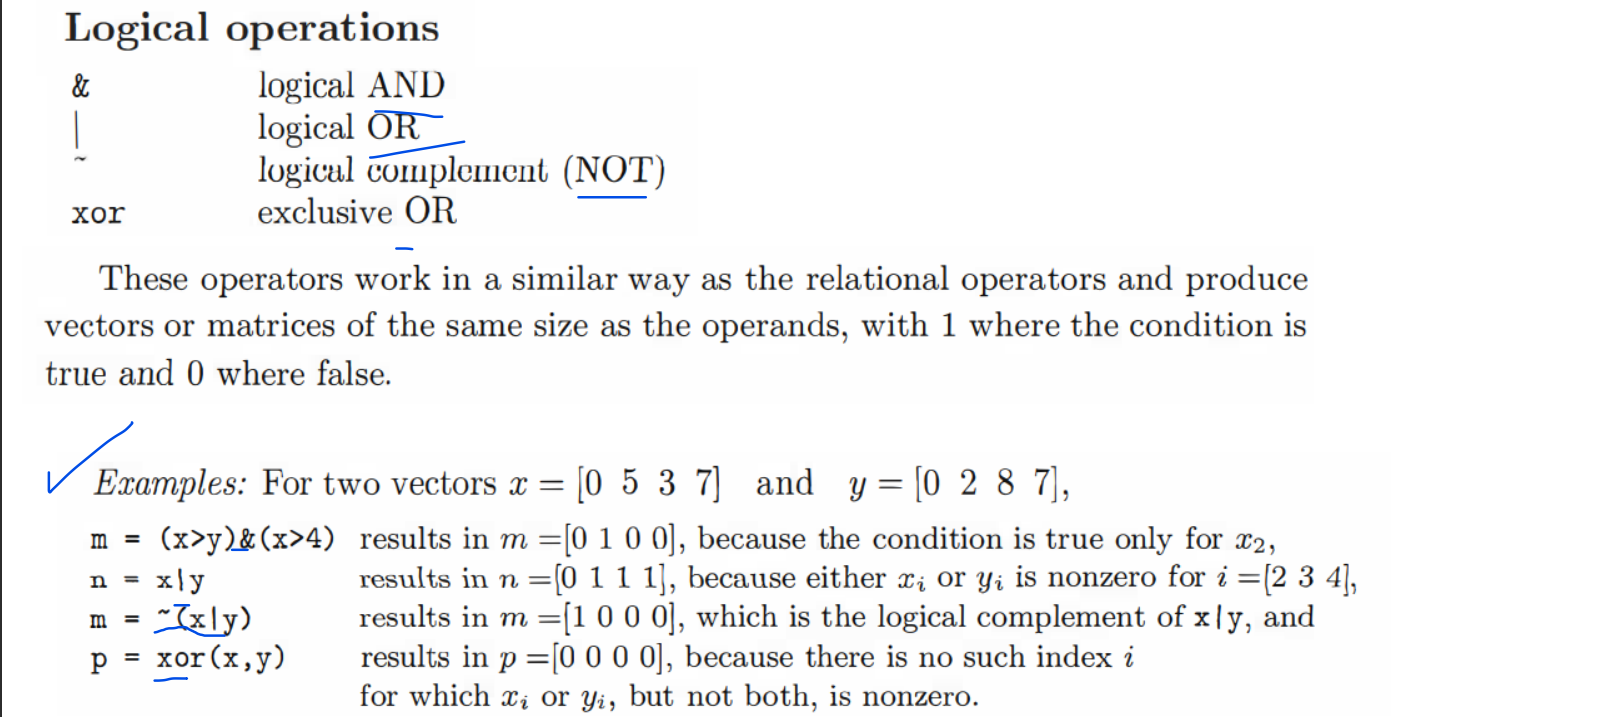 Logical operations
& logical AND
| logical OR
~ logical complement (NOT)
xor exclusive OR
These operators work in a similar way as the relational operators and produce
vectors or matrices of the same size as the operands, with 1 where the condition is
true and 0 where false.
Examples: For two vectors x = [0 5 3 7] and y = [0 2 8 7],
m = (x>y)&(x>4) results in m =[0 1 0 0], because the condition is true only for x₂,
n = x|y results in n =[0 1 1 1], because either xᵢ or yᵢ is nonzero for i =[2 3 4],
m = ~(x|y) results in m =[1 0 0 0], which is the logical complement of x|y, and
p = xor(x,y) results in p =[0 0 0 0], because there is no such index i
for which xᵢ or yᵢ, but not both, is nonzero.